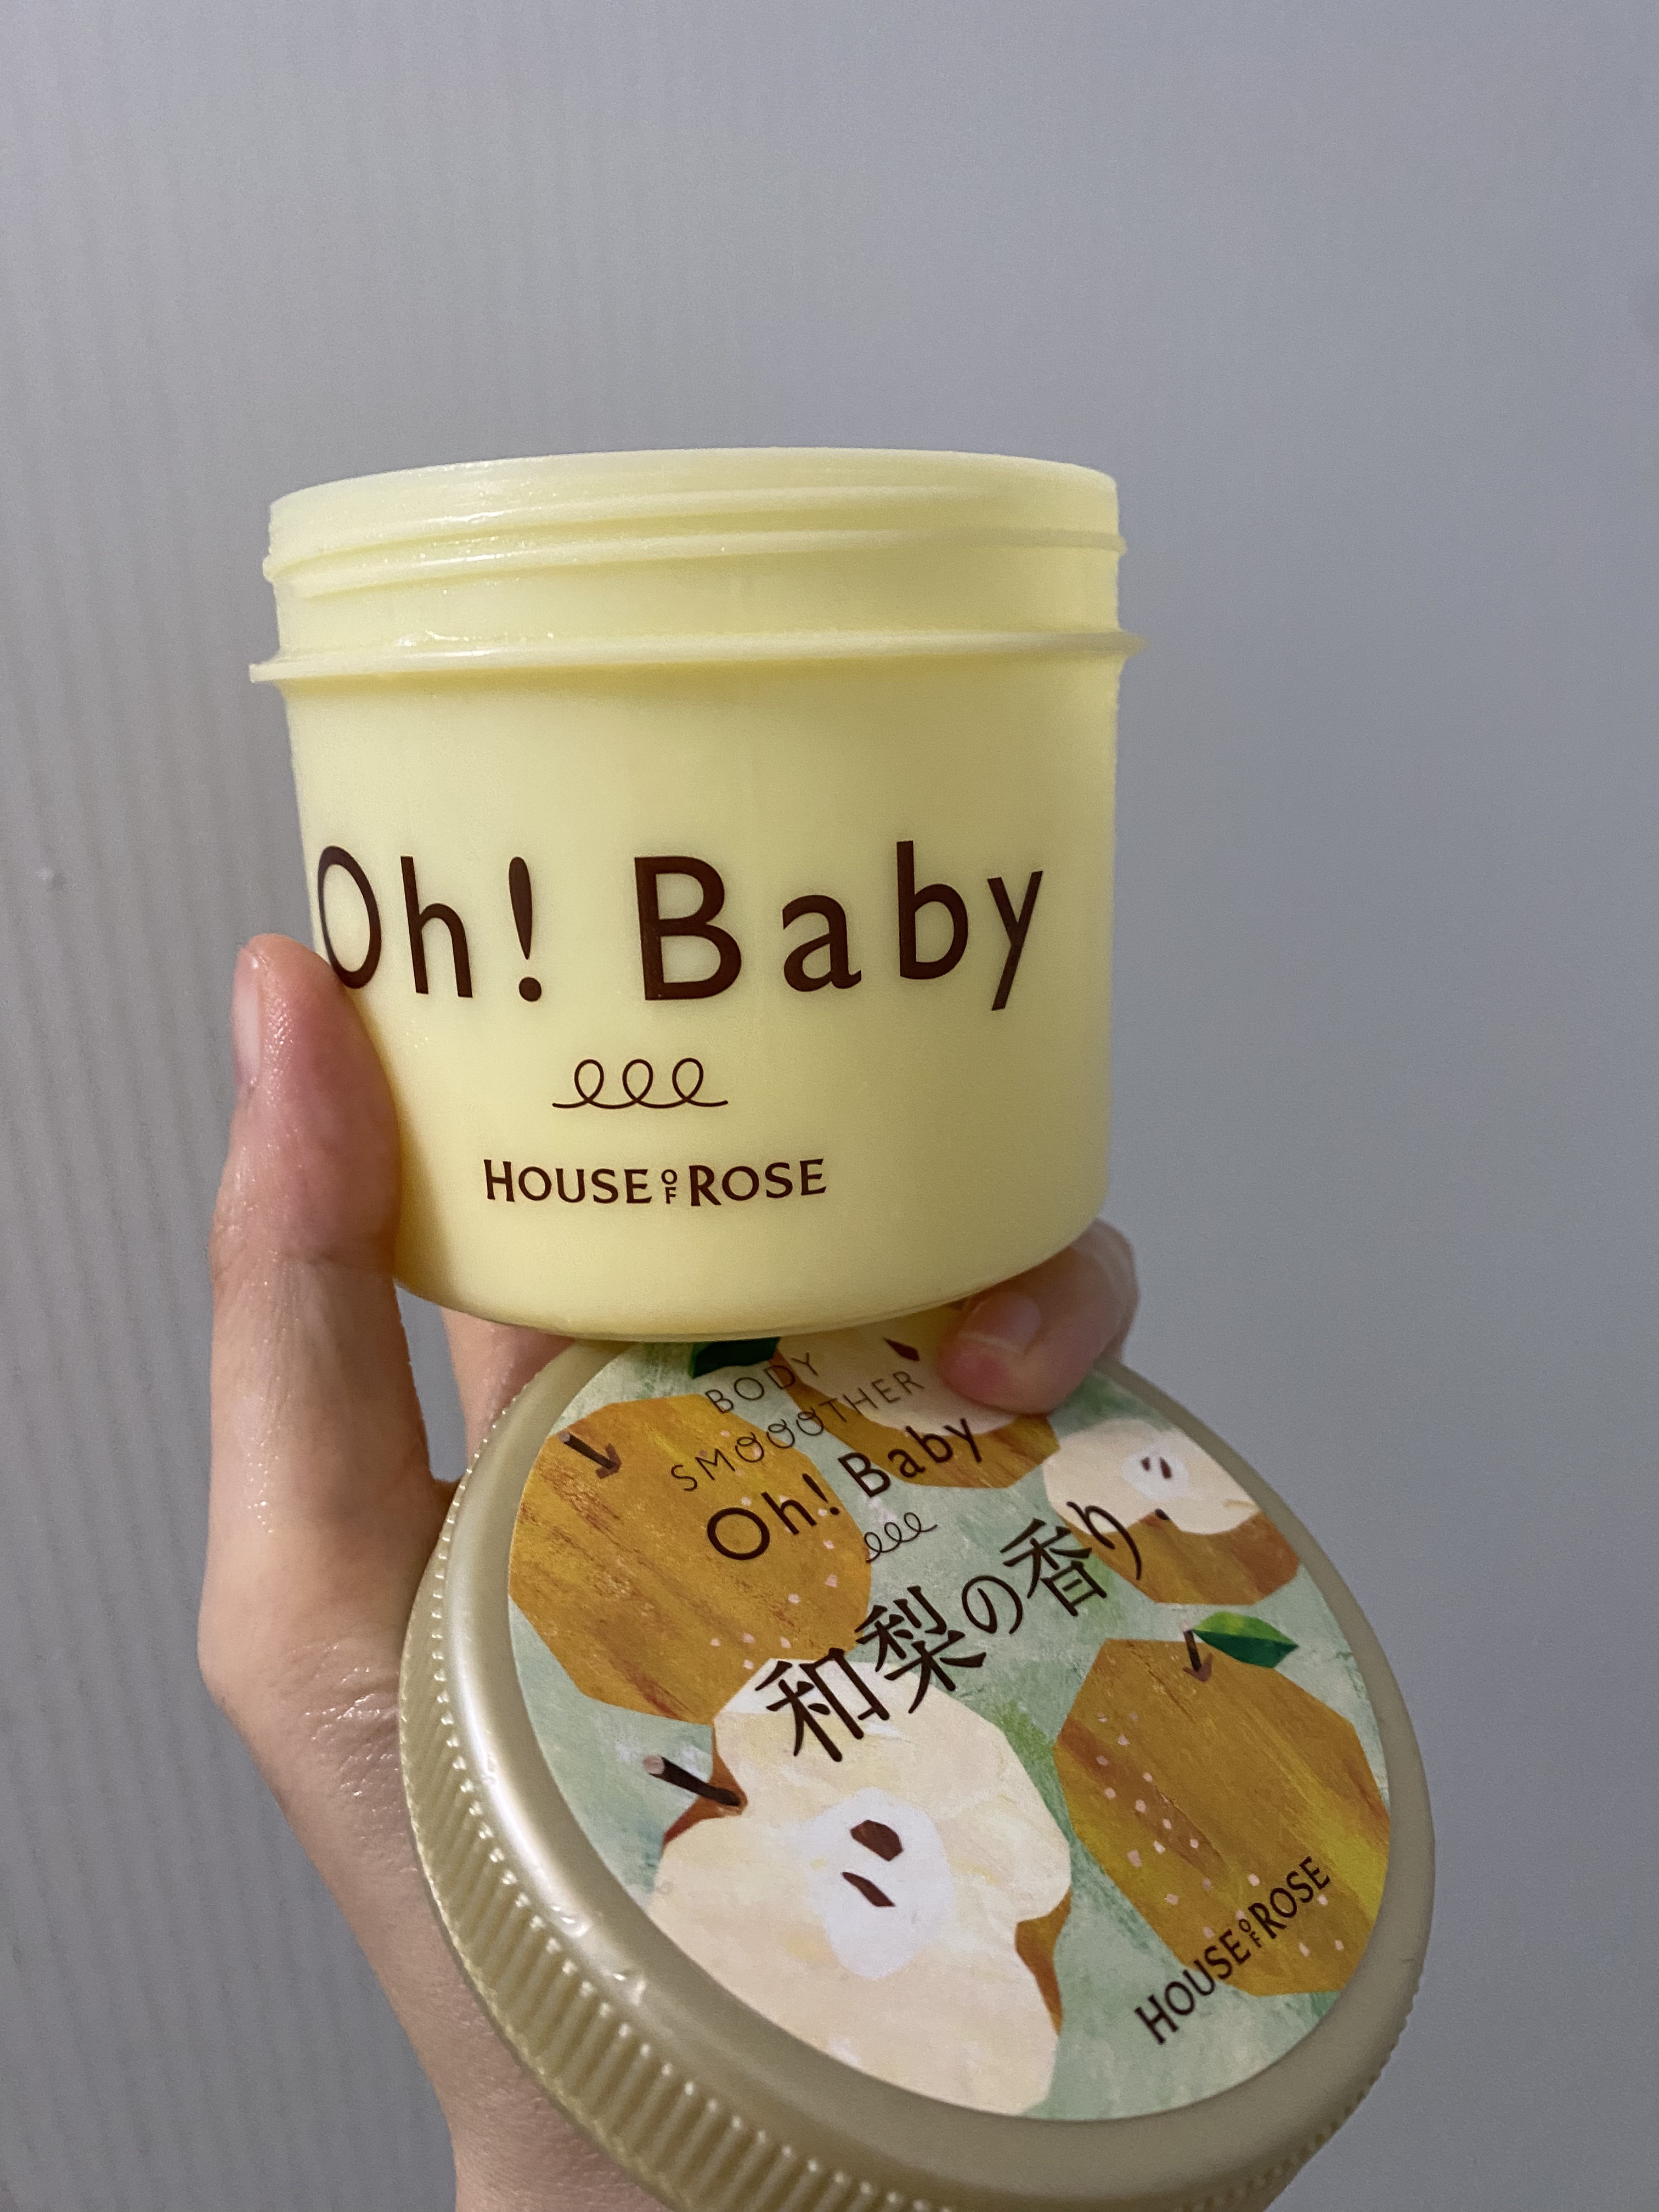 Oh! Baby
HOUSE OF ROSE
BODY
SMOOOTHER
Oh! Baby
和梨の香り
HOUSE OF ROSE